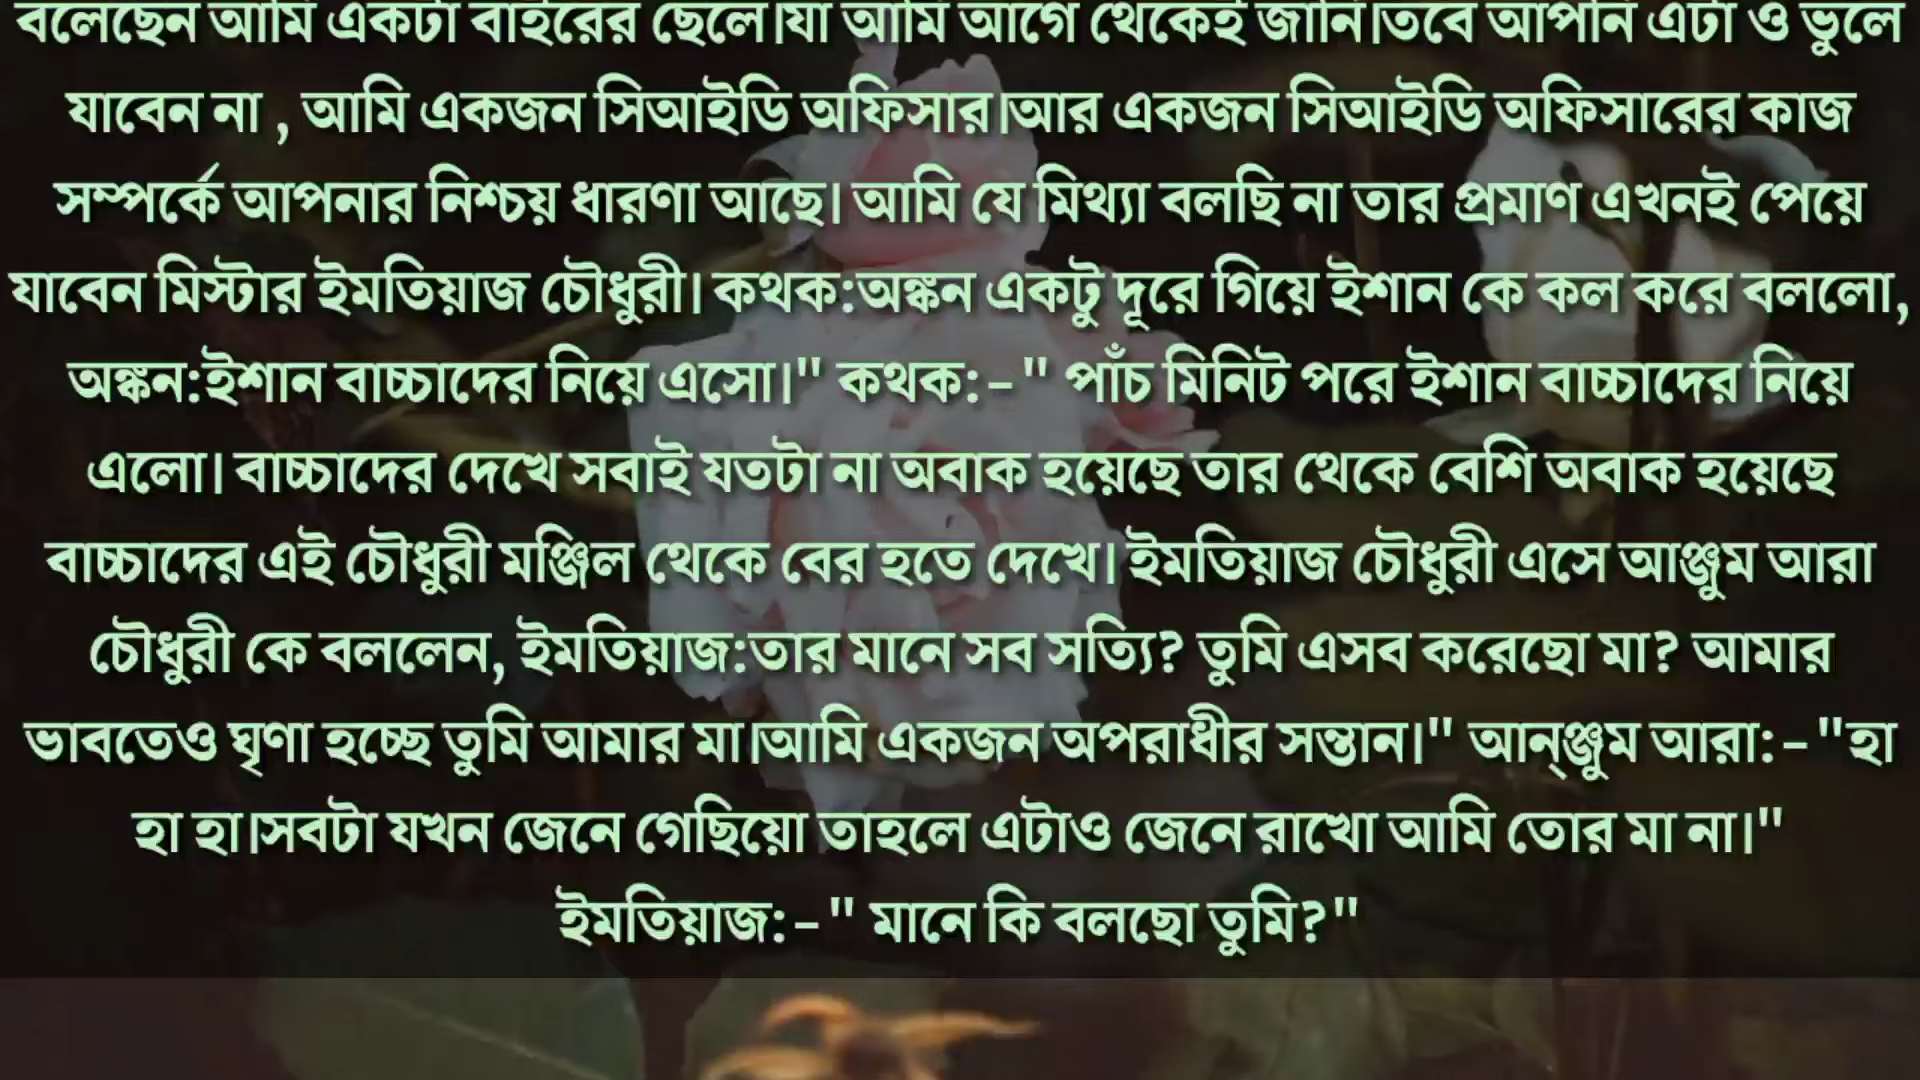 বলেছেন আমি একটা বাইরের ছেলে।যা আমি আগে থেকেই জানি।তবে আপনি এটা ও ভুলে
যাবেন না , আমি একজন সিআইডি অফিসার।আর একজন সিআইডি অফিসারের কাজ
সম্পর্কে আপনার নিশ্চয় ধারণা আছে। আমি যে মিথ্যা বলছি না তার প্রমাণ এখনই পেয়ে
যাবেন মিস্টার ইমতিয়াজ চৌধুরী। কথক:অঙ্কন একটু দূরে গিয়ে ইশান কে কল করে বললো,
অঙ্কন:ইশান বাচ্চাদের নিয়ে এসো।" কথক:–" পাঁচ মিনিট পরে ইশান বাচ্চাদের নিয়ে
এলো। বাচ্চাদের দেখে সবাই যতটা না অবাক হয়েছে তার থেকে বেশি অবাক হয়েছে
বাচ্চাদের এই চৌধুরী মঞ্জিল থেকে বের হতে দেখে। ইমতিয়াজ চৌধুরী এসে আঞ্জুম আরা
চৌধুরী কে বললেন, ইমতিয়াজ:তার মানে সব সত্যি? তুমি এসব করেছো মা? আমার
ভাবতেও ঘৃণা হচ্ছে তুমি আমার মা।আমি একজন অপরাধীর সন্তান।" আন্ঞ্জুম আরা:–"হা
হা হা।সবটা যখন জেনে গেছিয়ো তাহলে এটাও জেনে রাখো আমি তোর মা না।"
ইমতিয়াজ:–" মানে কি বলছো তুমি?"